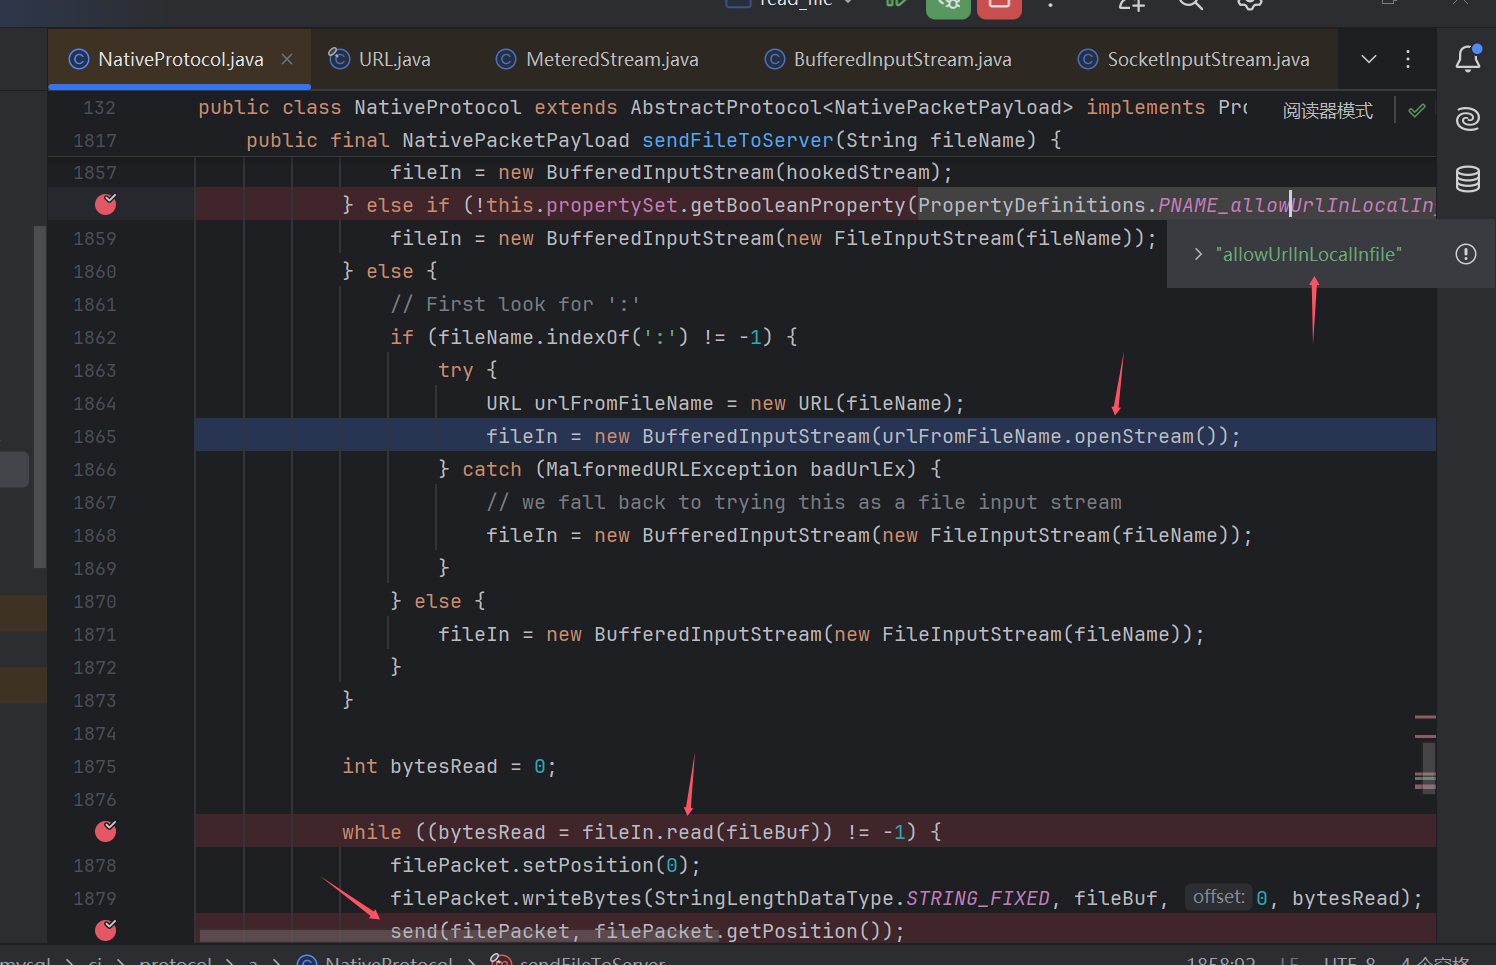 read_file
NativeProtocol.java
URL.java
MeteredStream.java
BufferedInputStream.java
SocketInputStream.java
132 public class NativeProtocol extends AbstractProtocol<NativePacketPayload> implements Pr
阅读器模式
1817 public final NativePacketPayload sendFileToServer(String fileName) {
1857 fileIn = new BufferedInputStream(hookedStream);
} else if (!this.propertySet.getBooleanProperty(PropertyDefinitions.PNAME_allowUrlInLocalIn
1859 fileIn = new BufferedInputStream(new FileInputStream(fileName));
"allowUrlInLocalInfile"
1860 } else {
1861 // First look for ':'
1862 if (fileName.indexOf(':') != -1) {
1863 try {
1864 URL urlFromFileName = new URL(fileName);
1865 fileIn = new BufferedInputStream(urlFromFileName.openStream());
1866 } catch (MalformedURLException badUrlEx) {
1867 // we fall back to trying this as a file input stream
1868 fileIn = new BufferedInputStream(new FileInputStream(fileName));
1869 }
1870 } else {
1871 fileIn = new BufferedInputStream(new FileInputStream(fileName));
1872 }
1873 }
1874
1875 int bytesRead = 0;
1876
while ((bytesRead = fileIn.read(fileBuf)) != -1) {
1878 filePacket.setPosition(0);
1879 filePacket.writeBytes(StringLengthDataType.STRING_FIXED, fileBuf, offset: 0, bytesRead);
send(filePacket, filePacket.getPosition());
mysql > cj > protocol > a > NativeProtocol > sendFileToServer 1858:92 LF UTF-8 4 个空格